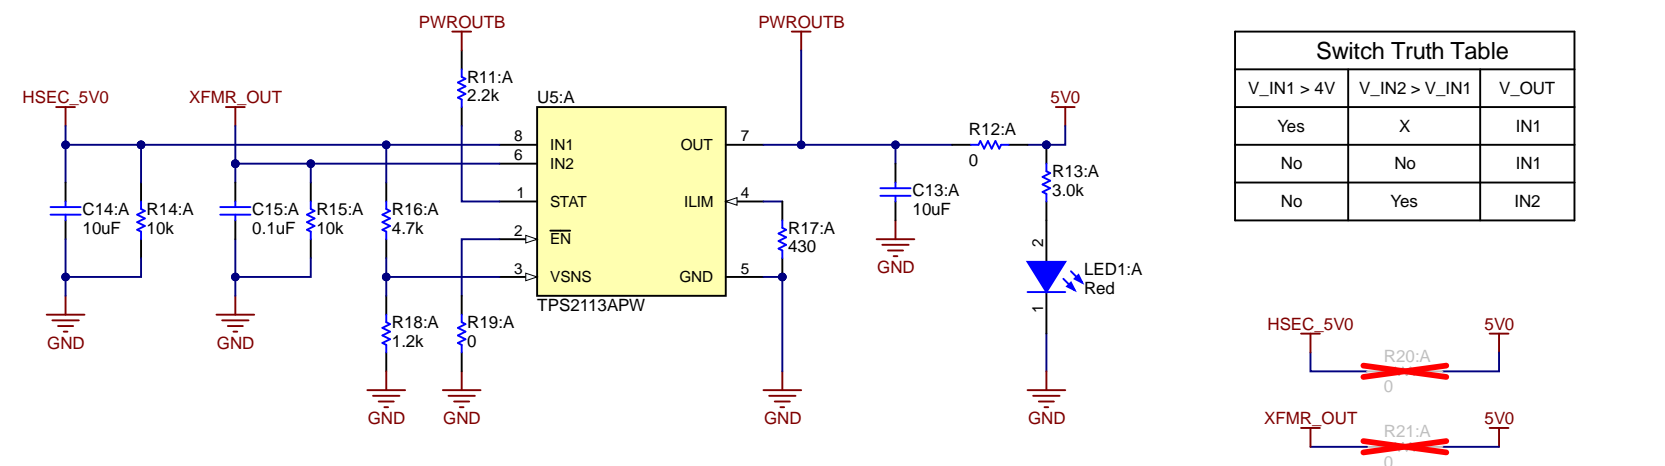 PWROUTB
PWROUTB
Switch Truth Table
V_IN1 > 4V V_IN2 > V_IN1 V_OUT
Yes X IN1
No No IN1
No Yes IN2
HSEC_5V0
XFMR_OUT
R11:A
2.2k
U5:A
5V0
8 IN1
6 IN2
1 STAT
2 EN
3 VSNS
OUT 7
ILIM 4
GND 5
TPS2113APW
R12:A
0
R13:A
3.0k
C14:A
10uF
R14:A
10k
C15:A
0.1uF
R15:A
10k
R16:A
4.7k
R17:A
430
C13:A
10uF
GND
2
LED1:A
Red
1
R18:A
1.2k
R19:A
0
GND
GND
GND
GND
GND
GND
HSEC_5V0
5V0
R20:A
0
XFMR_OUT
5V0
R21:A
0